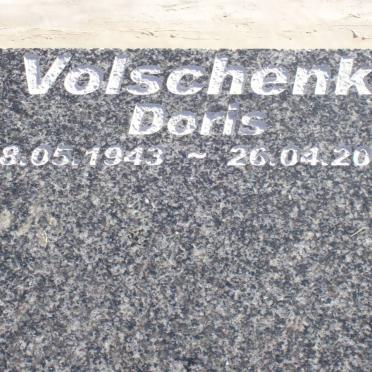 Volschenk
Doris
8.05.1943 ~ 26.04.20